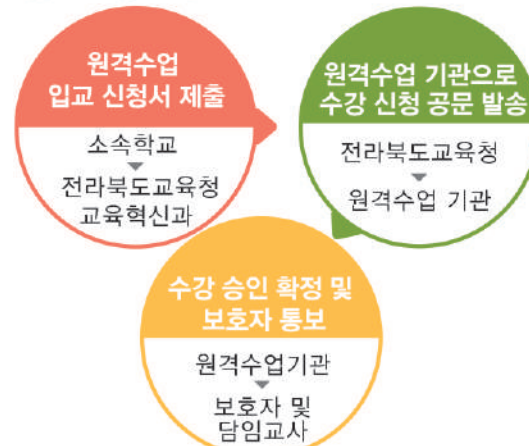 원격수업
입교 신청서 제출
소속학교
전라북도교육청
교육혁신과
원격수업 기관으로
수강 신청 공문 발송
전라북도교육청
원격수업 기관
수강 승인 확정 및
보호자 통보
원격수업기관
보호자 및
담임교사